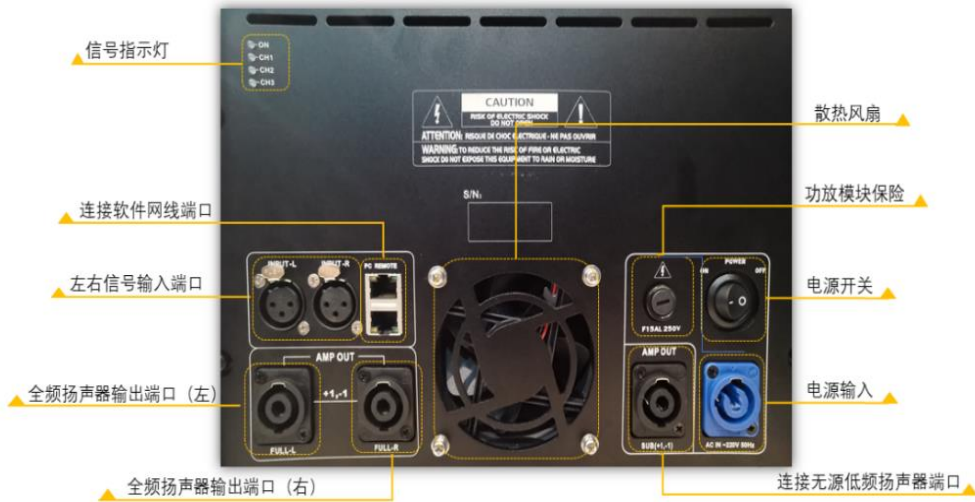 信号指示灯
ON
CH1
CH2
CH3
CAUTION
RISK OF ELECTRIC SHOCK
DO NOT OPEN
ATTENTION: RISQUE DE CHOC ELECTRIQUE - NE PAS OUVRIR
WARNING: TO REDUCE THE RISK OF FIRE OR ELECTRIC
SHOCK DO NOT EXPOSE THIS EQUIPMENT TO RAIN OR MOISTURE
散热风扇
S/N:
功放模块保险
连接软件网线端口
INPUT-L
INPUT-R
PC REMOTE
POWER
ON
OFF
左右信号输入端口
电源开关
F15AL 250V
AMP OUT
AMP OUT
全频扬声器输出端口（左）
+1,-1
电源输入
FULL-L
FULL-R
SUB(+1,-1)
AC IN ~220V 50Hz
全频扬声器输出端口（右）
连接无源低频扬声器端口